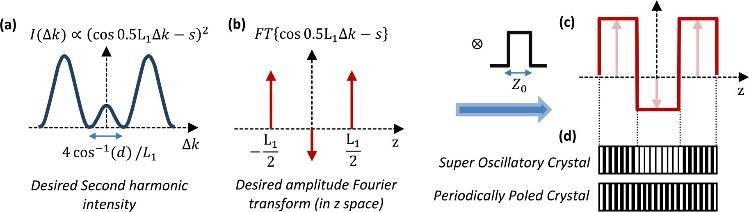 (a)
I(Δk) ∝ (cos 0.5L₁Δk − s)²
Δk
4 cos⁻¹(d) /L₁
Desired Second harmonic
intensity
(b)
FT{cos 0.5L₁Δk − s}
−L₁/2
L₁/2
z
Desired amplitude Fourier
transform (in z space)
⊗
Z₀
(c)
z
(d)
Super Oscillatory Crystal
Periodically Poled Crystal